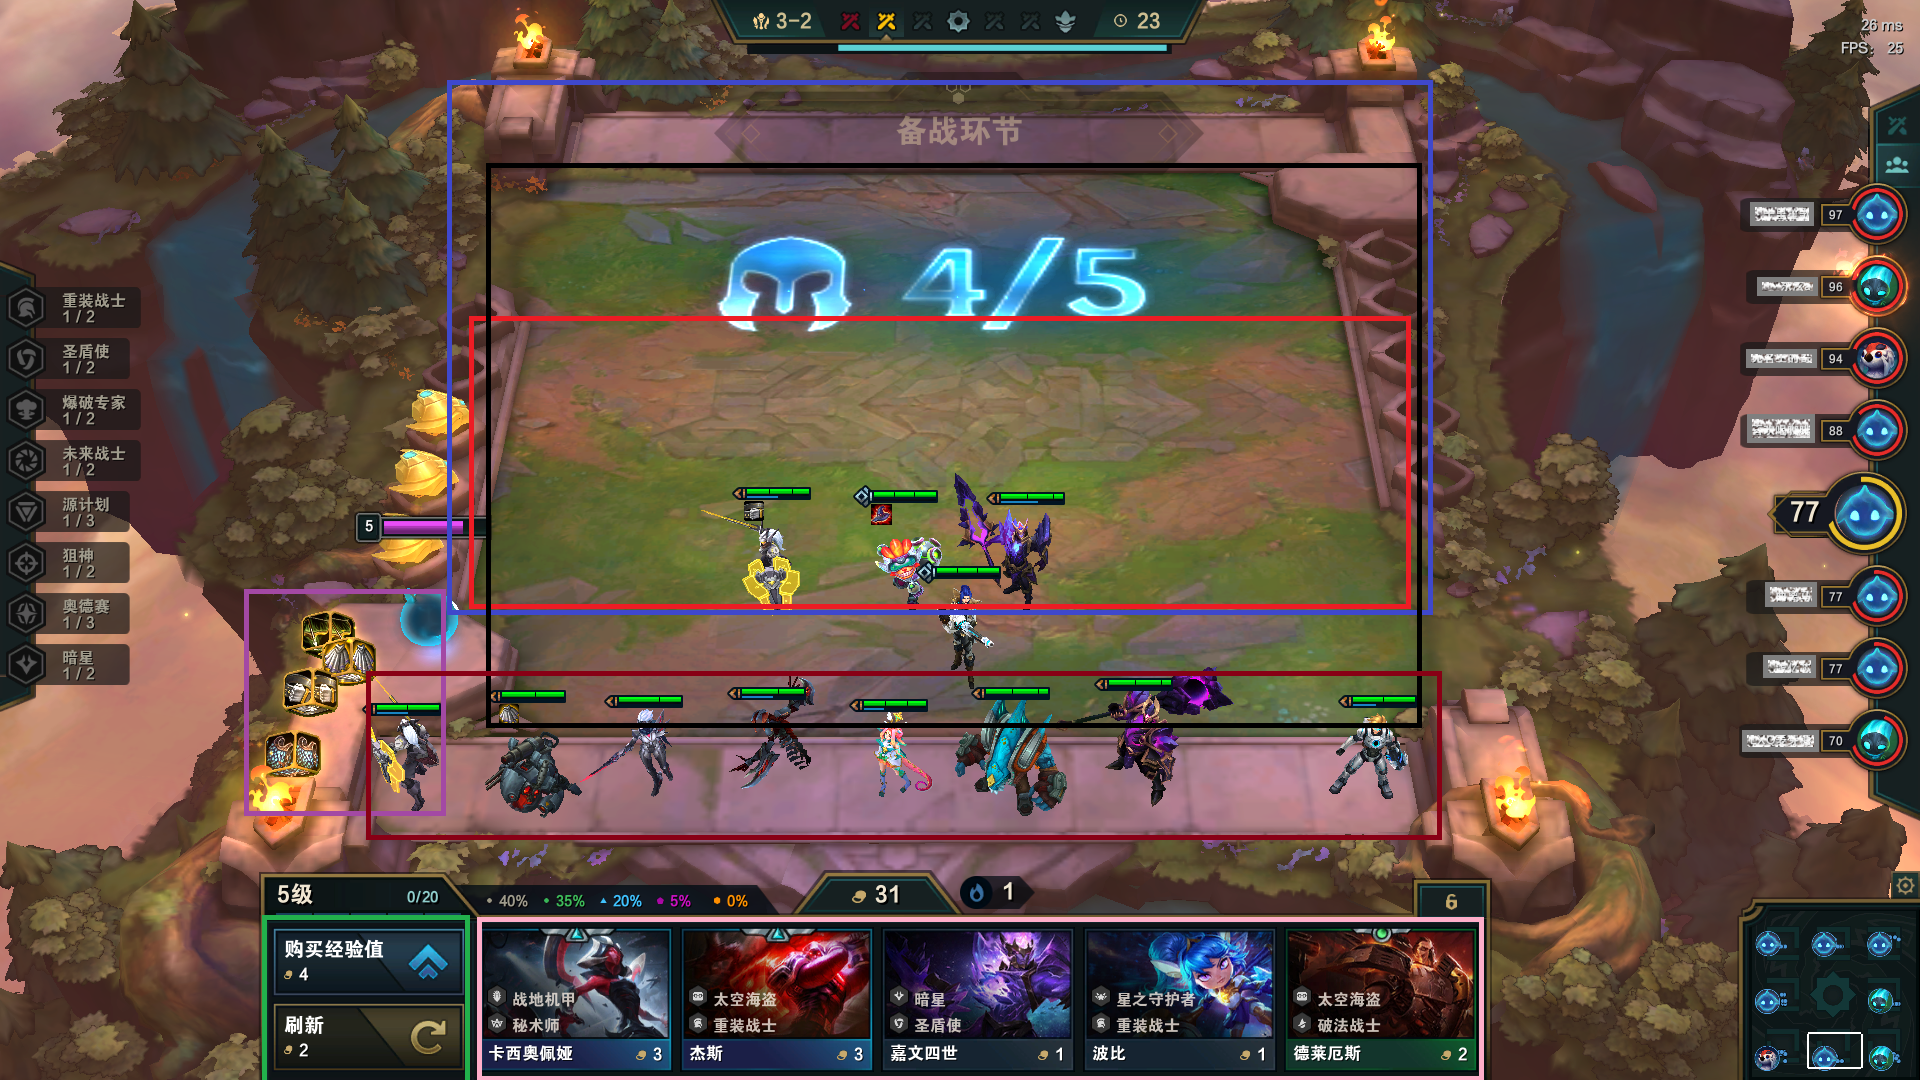 3-2
23
26 ms
FPS: 25
备战环节
4/5
重装战士
1 / 2
圣盾使
1 / 2
爆破专家
1 / 2
未来战士
1 / 2
源计划
1 / 3
狙神
1 / 2
奥德赛
1 / 3
暗星
1 / 2
5
97
96
94
88
77
77
77
70
5级
0/20
40%
35%
20%
5%
0%
31
1
6
购买经验值
4
刷新
2
战地机甲
秘术师
卡西奥佩娅
3
太空海盗
重装战士
杰斯
3
暗星
圣盾使
嘉文四世
1
星之守护者
重装战士
波比
1
太空海盗
破法战士
德莱厄斯
2